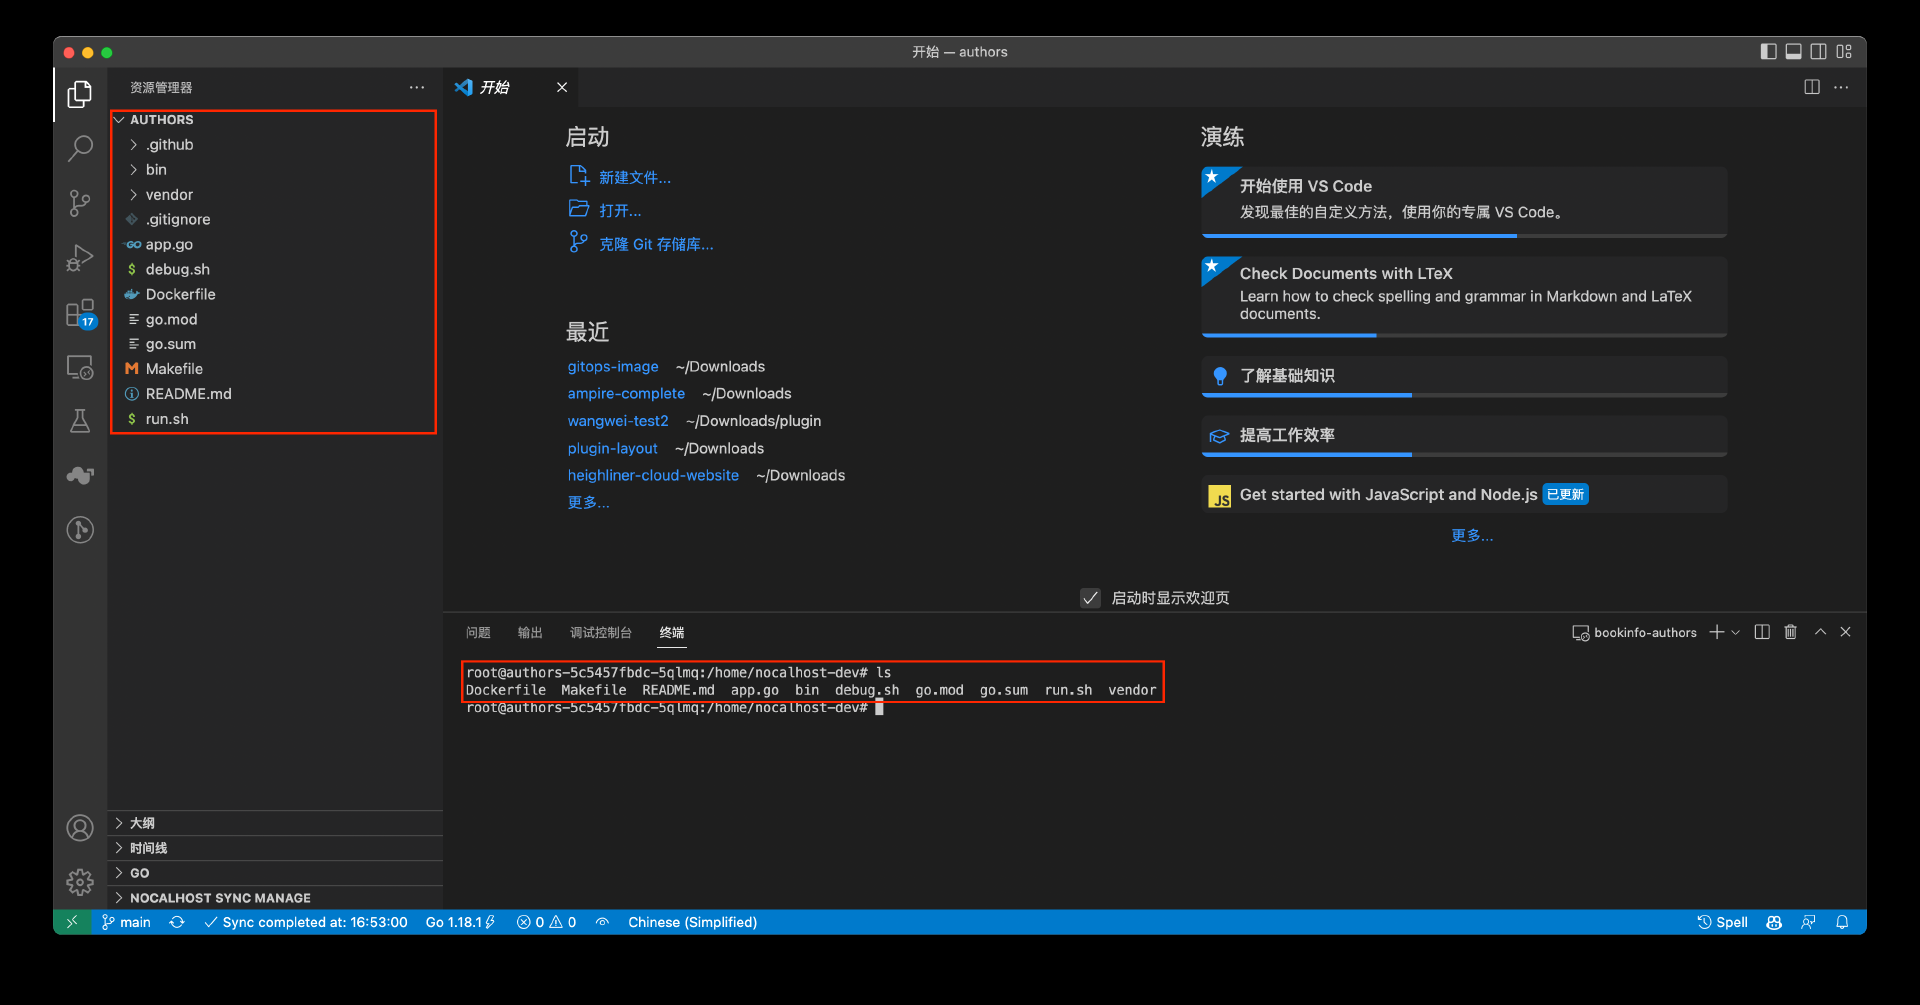 开始 — authors
资源管理器
开始
AUTHORS
.github
bin
vendor
.gitignore
app.go
debug.sh
Dockerfile
go.mod
go.sum
Makefile
README.md
run.sh
17
大纲
时间线
GO
NOCALHOST SYNC MANAGE
启动
新建文件...
打开...
克隆 Git 存储库...
最近
gitops-image ~/Downloads
ampire-complete ~/Downloads
wangwei-test2 ~/Downloads/plugin
plugin-layout ~/Downloads
heighliner-cloud-website ~/Downloads
更多...
演练
开始使用 VS Code
发现最佳的自定义方法，使用你的专属 VS Code。
Check Documents with LTeX
Learn how to check spelling and grammar in Markdown and LaTeX
documents.
了解基础知识
提高工作效率
JS Get started with JavaScript and Node.js 已更新
更多...
启动时显示欢迎页
问题 输出 调试控制台 终端 bookinfo-authors
root@authors-5c5457fbdc-5qlmq:/home/nocalhost-dev# ls
Dockerfile Makefile README.md app.go bin debug.sh go.mod go.sum run.sh vendor
root@authors-5c5457fbdc-5qlmq:/home/nocalhost-dev#
main Sync completed at: 16:53:00 Go 1.18.1 0 0 Chinese (Simplified) Spell